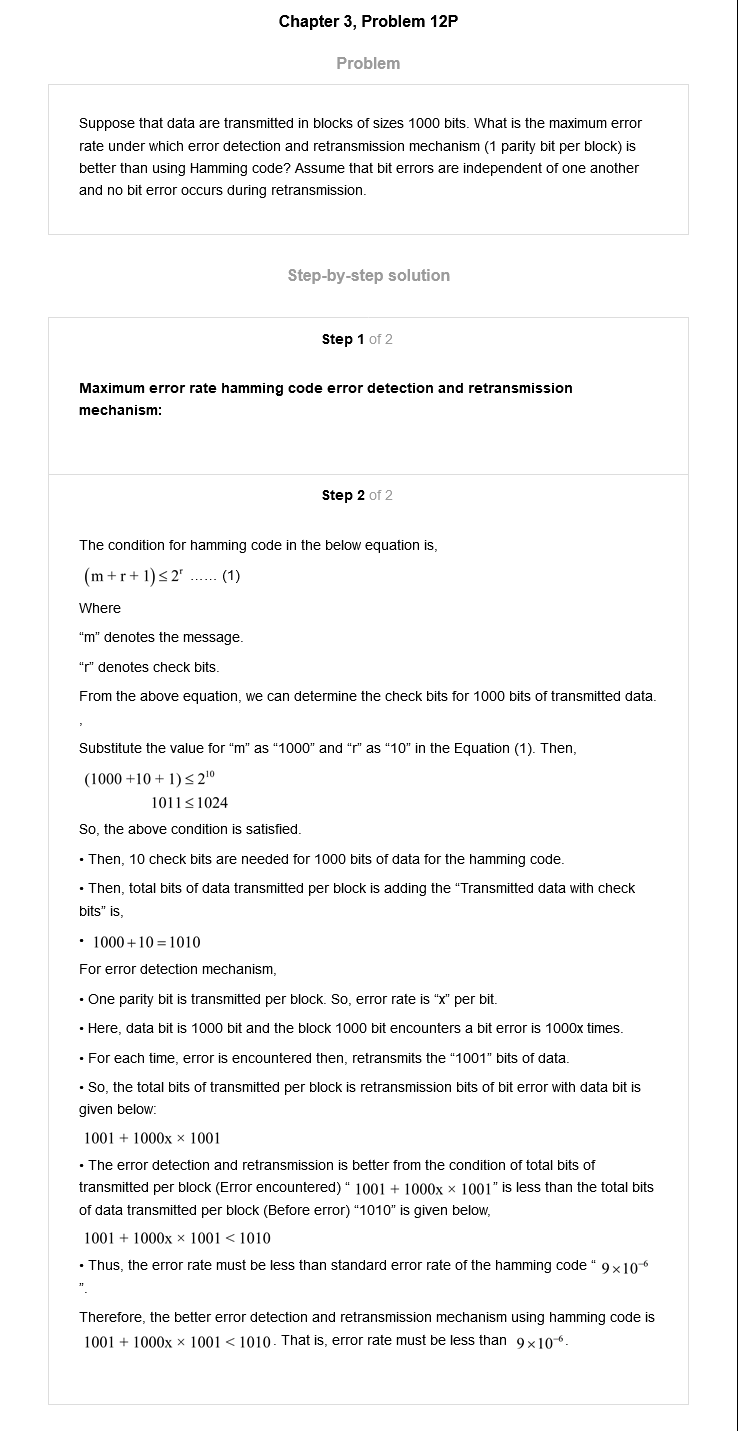 Chapter 3, Problem 12P
Problem
Suppose that data are transmitted in blocks of sizes 1000 bits. What is the maximum error
rate under which error detection and retransmission mechanism (1 parity bit per block) is
better than using Hamming code? Assume that bit errors are independent of one another
and no bit error occurs during retransmission.
Step-by-step solution
Step 1 of 2
Maximum error rate hamming code error detection and retransmission
mechanism:
Step 2 of 2
The condition for hamming code in the below equation is,
(m + r + 1) ≤ 2ʳ ...... (1)
Where
“m” denotes the message.
“r” denotes check bits.
From the above equation, we can determine the check bits for 1000 bits of transmitted data.
,
Substitute the value for “m” as “1000” and “r” as “10” in the Equation (1). Then,
(1000 +10 + 1) ≤ 2¹⁰
1011 ≤ 1024
So, the above condition is satisfied.
• Then, 10 check bits are needed for 1000 bits of data for the hamming code.
• Then, total bits of data transmitted per block is adding the “Transmitted data with check
bits” is,
• 1000 + 10 = 1010
For error detection mechanism,
• One parity bit is transmitted per block. So, error rate is “x” per bit.
• Here, data bit is 1000 bit and the block 1000 bit encounters a bit error is 1000x times.
• For each time, error is encountered then, retransmits the “1001” bits of data.
• So, the total bits of transmitted per block is retransmission bits of bit error with data bit is
given below:
1001 + 1000x × 1001
• The error detection and retransmission is better from the condition of total bits of
transmitted per block (Error encountered) “ 1001 + 1000x × 1001” is less than the total bits
of data transmitted per block (Before error) “1010” is given below,
1001 + 1000x × 1001 < 1010
• Thus, the error rate must be less than standard error rate of the hamming code “ 9×10⁻⁶
”.
Therefore, the better error detection and retransmission mechanism using hamming code is
1001 + 1000x × 1001 < 1010. That is, error rate must be less than 9×10⁻⁶.